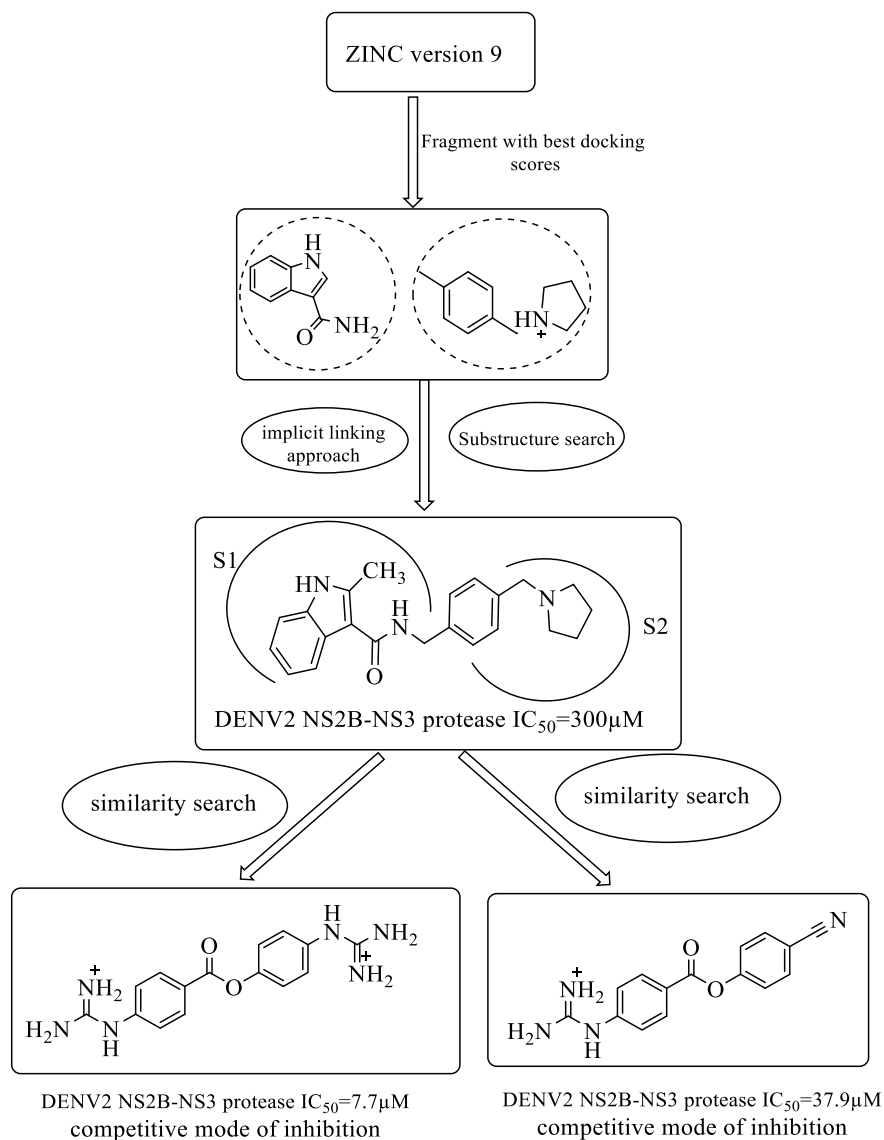 ZINC version 9
Fragment with best docking
scores
H
N
O
NH2
HN
+
implicit linking
approach
Substructure search
S1
HN
CH3
H
N
O
N
S2
DENV2 NS2B-NS3 protease IC50=300µM
similarity search
similarity search
H
N
NH2
+
NH2
O
O
+
NH2
H2N
N
H
N
O
O
+
NH2
H2N
N
H
DENV2 NS2B-NS3 protease IC50=7.7µM
competitive mode of inhibition
DENV2 NS2B-NS3 protease IC50=37.9µM
competitive mode of inhibition